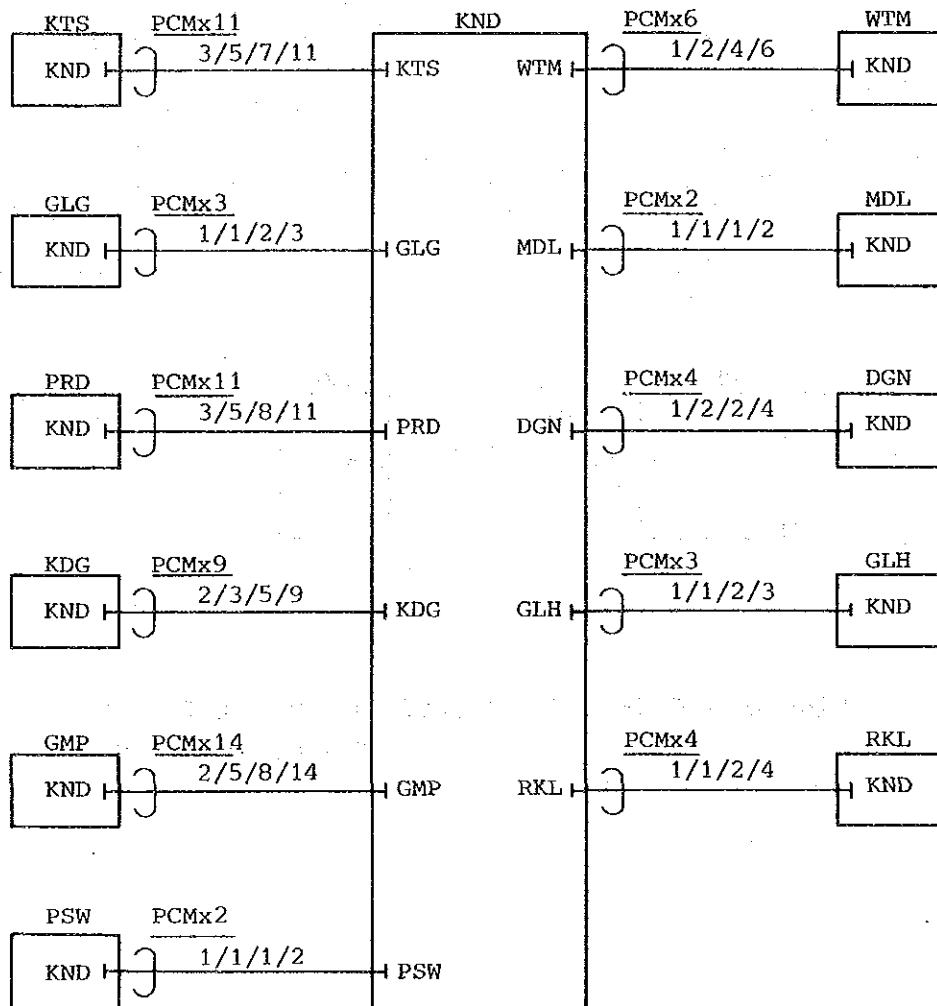 KTS PCMx11 KND PCMx6 WTM
KND 3/5/7/11 KTS WTM 1/2/4/6 KND
GLG PCMx3 PCMx2 MDL
KND 1/1/2/3 GLG MDL 1/1/1/2 KND
PRD PCMx11 PCMx4 DGN
KND 3/5/8/11 PRD DGN 1/2/2/4 KND
KDG PCMx9 PCMx3 GLH
KND 2/3/5/9 KDG GLH 1/1/2/3 KND
GMP PCMx14 PCMx4 RKL
KND 2/5/8/14 GMP RKL 1/1/2/4 KND
PSW PCMx2
KND 1/1/1/2 PSW